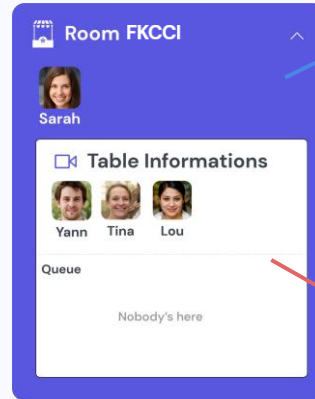 Room FKCCI
Sarah
Table Informations
Yann Tina Lou
Queue
Nobody's here